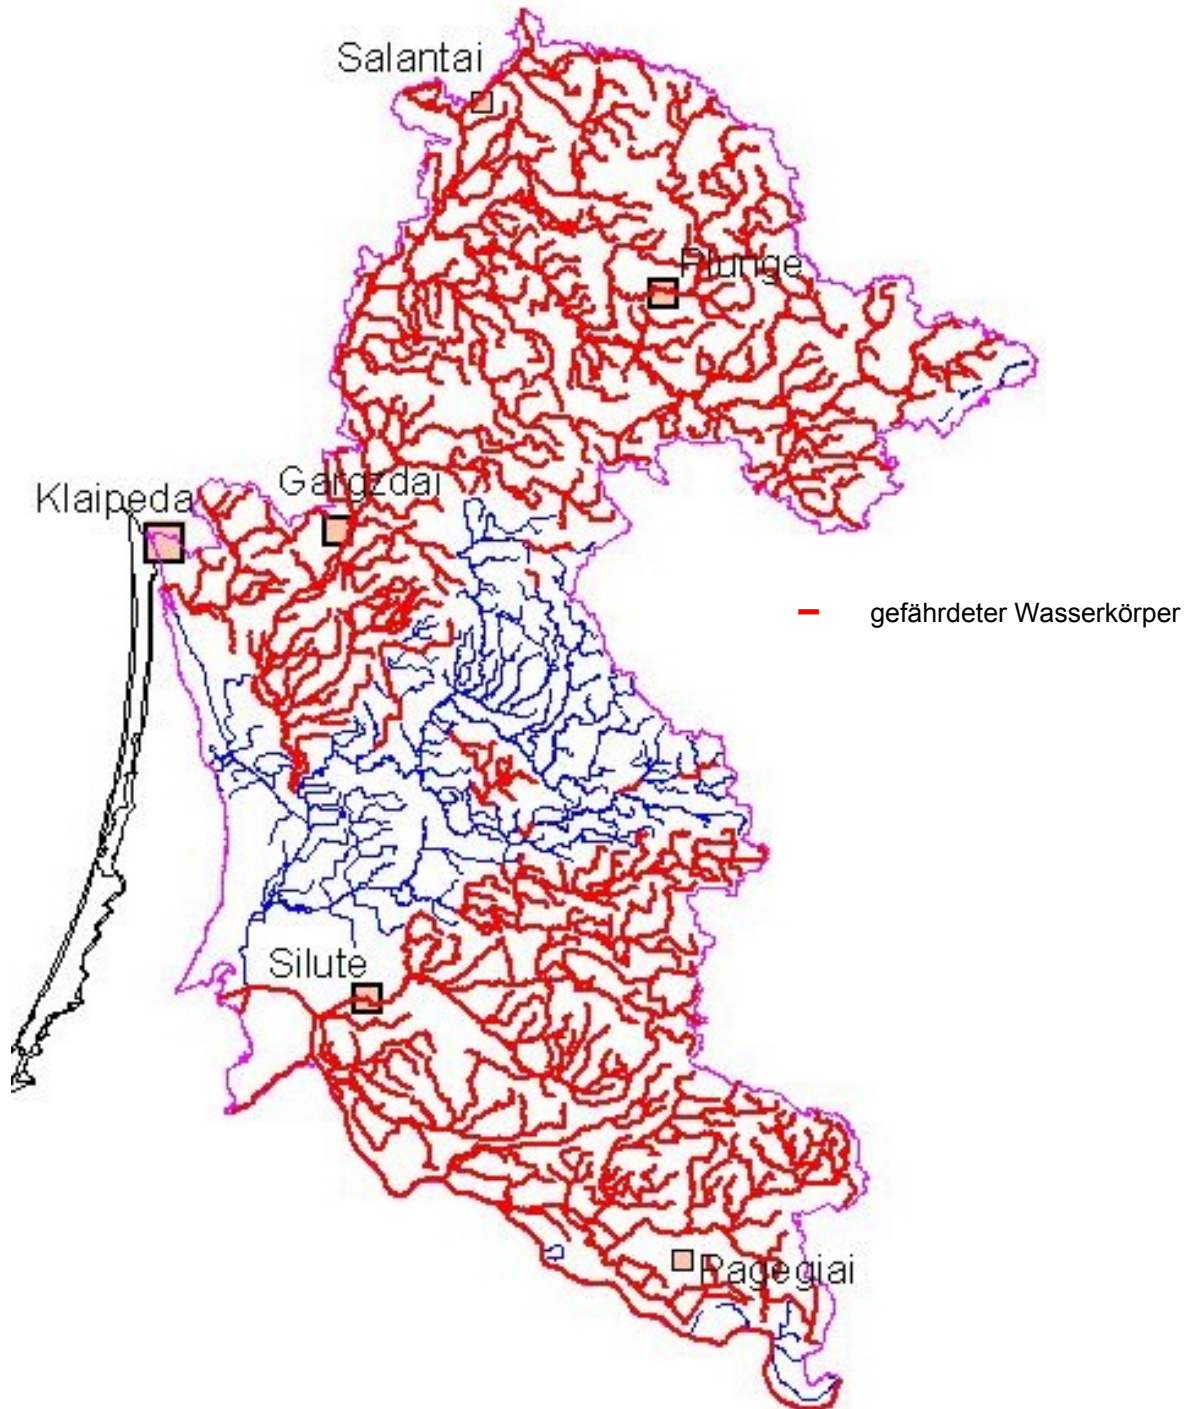 Salantai
Plunge
Gargzdai
Klaipeda
gefährdeter Wasserkörper
Silute
Pagegiai